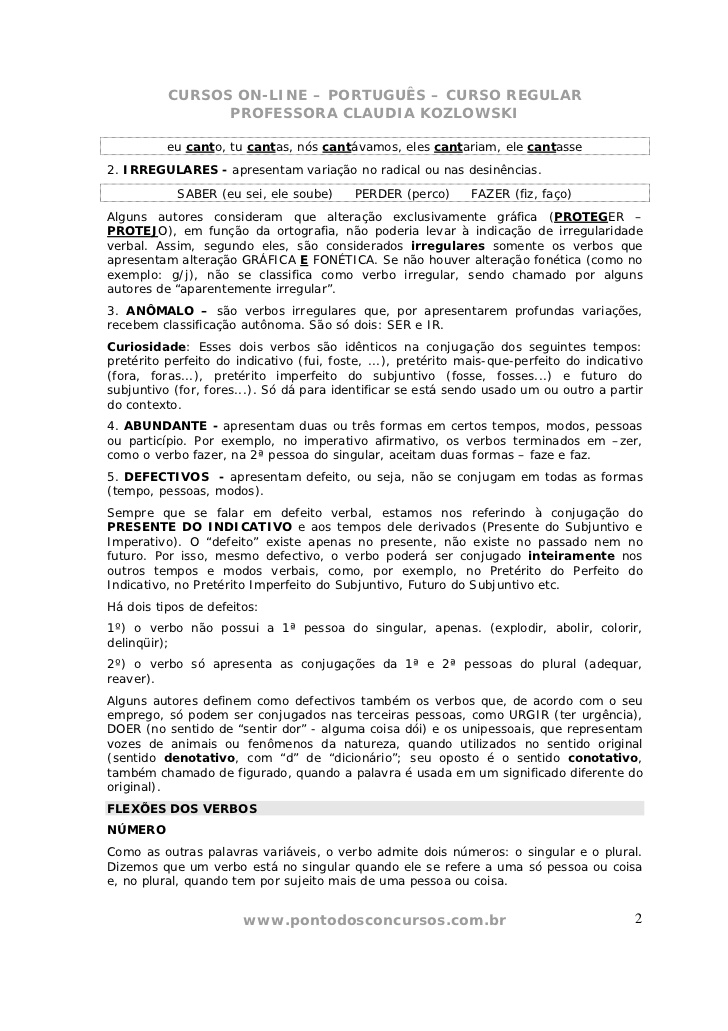 CURSOS ON-LINE – PORTUGUÊS – CURSO REGULAR
PROFESSORA CLAUDIA KOZLOWSKI
eu canto, tu cantas, nós cantávamos, eles cantariam, ele cantasse
2. IRREGULARES - apresentam variação no radical ou nas desinências.
SABER (eu sei, ele soube) PERDER (perco) FAZER (fiz, faço)
Alguns autores consideram que alteração exclusivamente gráfica (PROTEGER –
PROTEJO), em função da ortografia, não poderia levar à indicação de irregularidade
verbal. Assim, segundo eles, são considerados irregulares somente os verbos que
apresentam alteração GRÁFICA E FONÉTICA. Se não houver alteração fonética (como no
exemplo: g/j), não se classifica como verbo irregular, sendo chamado por alguns
autores de “aparentemente irregular”.
3. ANÔMALO – são verbos irregulares que, por apresentarem profundas variações,
recebem classificação autônoma. São só dois: SER e IR.
Curiosidade: Esses dois verbos são idênticos na conjugação dos seguintes tempos:
pretérito perfeito do indicativo (fui, foste, ...), pretérito mais-que-perfeito do indicativo
(fora, foras...), pretérito imperfeito do subjuntivo (fosse, fosses...) e futuro do
subjuntivo (for, fores...). Só dá para identificar se está sendo usado um ou outro a partir
do contexto.
4. ABUNDANTE - apresentam duas ou três formas em certos tempos, modos, pessoas
ou particípio. Por exemplo, no imperativo afirmativo, os verbos terminados em –zer,
como o verbo fazer, na 2ª pessoa do singular, aceitam duas formas – faze e faz.
5. DEFECTIVOS - apresentam defeito, ou seja, não se conjugam em todas as formas
(tempo, pessoas, modos).
Sempre que se falar em defeito verbal, estamos nos referindo à conjugação do
PRESENTE DO INDICATIVO e aos tempos dele derivados (Presente do Subjuntivo e
Imperativo). O “defeito” existe apenas no presente, não existe no passado nem no
futuro. Por isso, mesmo defectivo, o verbo poderá ser conjugado inteiramente nos
outros tempos e modos verbais, como, por exemplo, no Pretérito do Perfeito do
Indicativo, no Pretérito Imperfeito do Subjuntivo, Futuro do Subjuntivo etc.
Há dois tipos de defeitos:
1º) o verbo não possui a 1ª pessoa do singular, apenas. (explodir, abolir, colorir,
delinqüir);
2º) o verbo só apresenta as conjugações da 1ª e 2ª pessoas do plural (adequar,
reaver).
Alguns autores definem como defectivos também os verbos que, de acordo com o seu
emprego, só podem ser conjugados nas terceiras pessoas, como URGIR (ter urgência),
DOER (no sentido de “sentir dor” - alguma coisa dói) e os unipessoais, que representam
vozes de animais ou fenômenos da natureza, quando utilizados no sentido original
(sentido denotativo, com “d” de “dicionário”; seu oposto é o sentido conotativo,
também chamado de figurado, quando a palavra é usada em um significado diferente do
original).
FLEXÕES DOS VERBOS
NÚMERO
Como as outras palavras variáveis, o verbo admite dois números: o singular e o plural.
Dizemos que um verbo está no singular quando ele se refere a uma só pessoa ou coisa
e, no plural, quando tem por sujeito mais de uma pessoa ou coisa.
www.pontodosconcursos.com.br 2